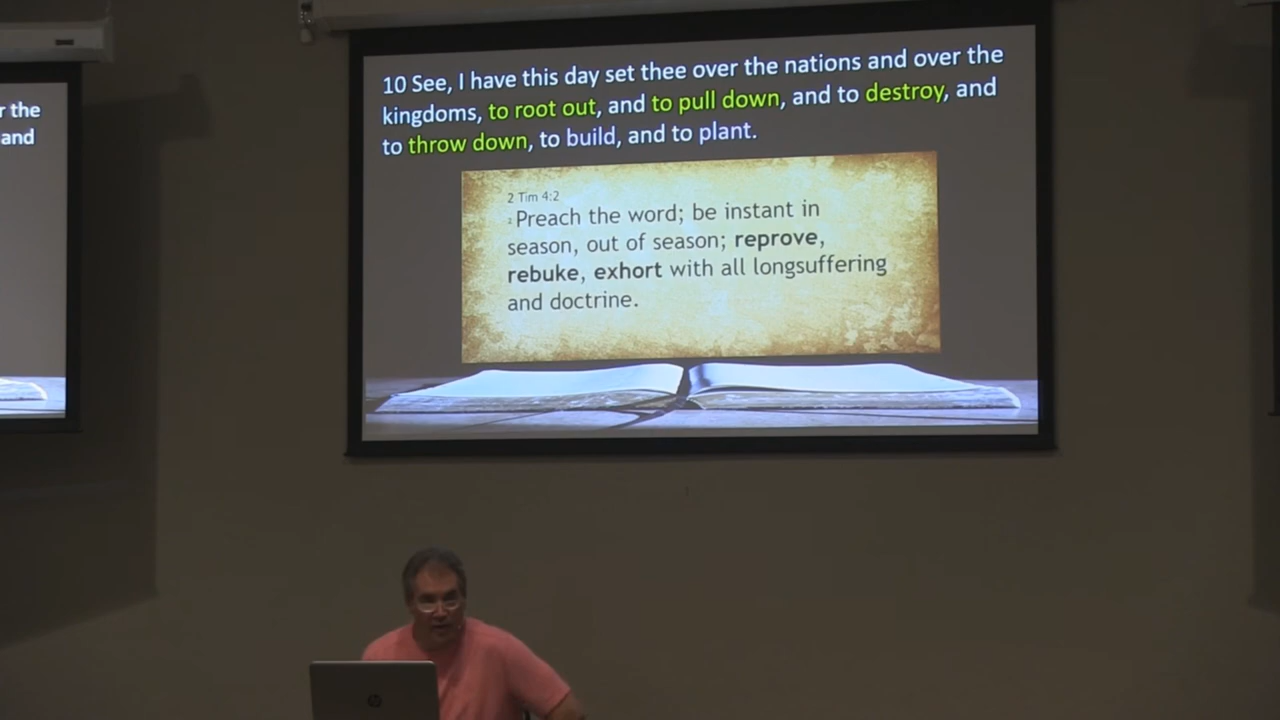 r the
and
10 See, I have this day set thee over the nations and over the
kingdoms, to root out, and to pull down, and to destroy, and
to throw down, to build, and to plant.
2 Tim 4:2
2 Preach the word; be instant in
season, out of season; reprove,
rebuke, exhort with all longsuffering
and doctrine.
hp